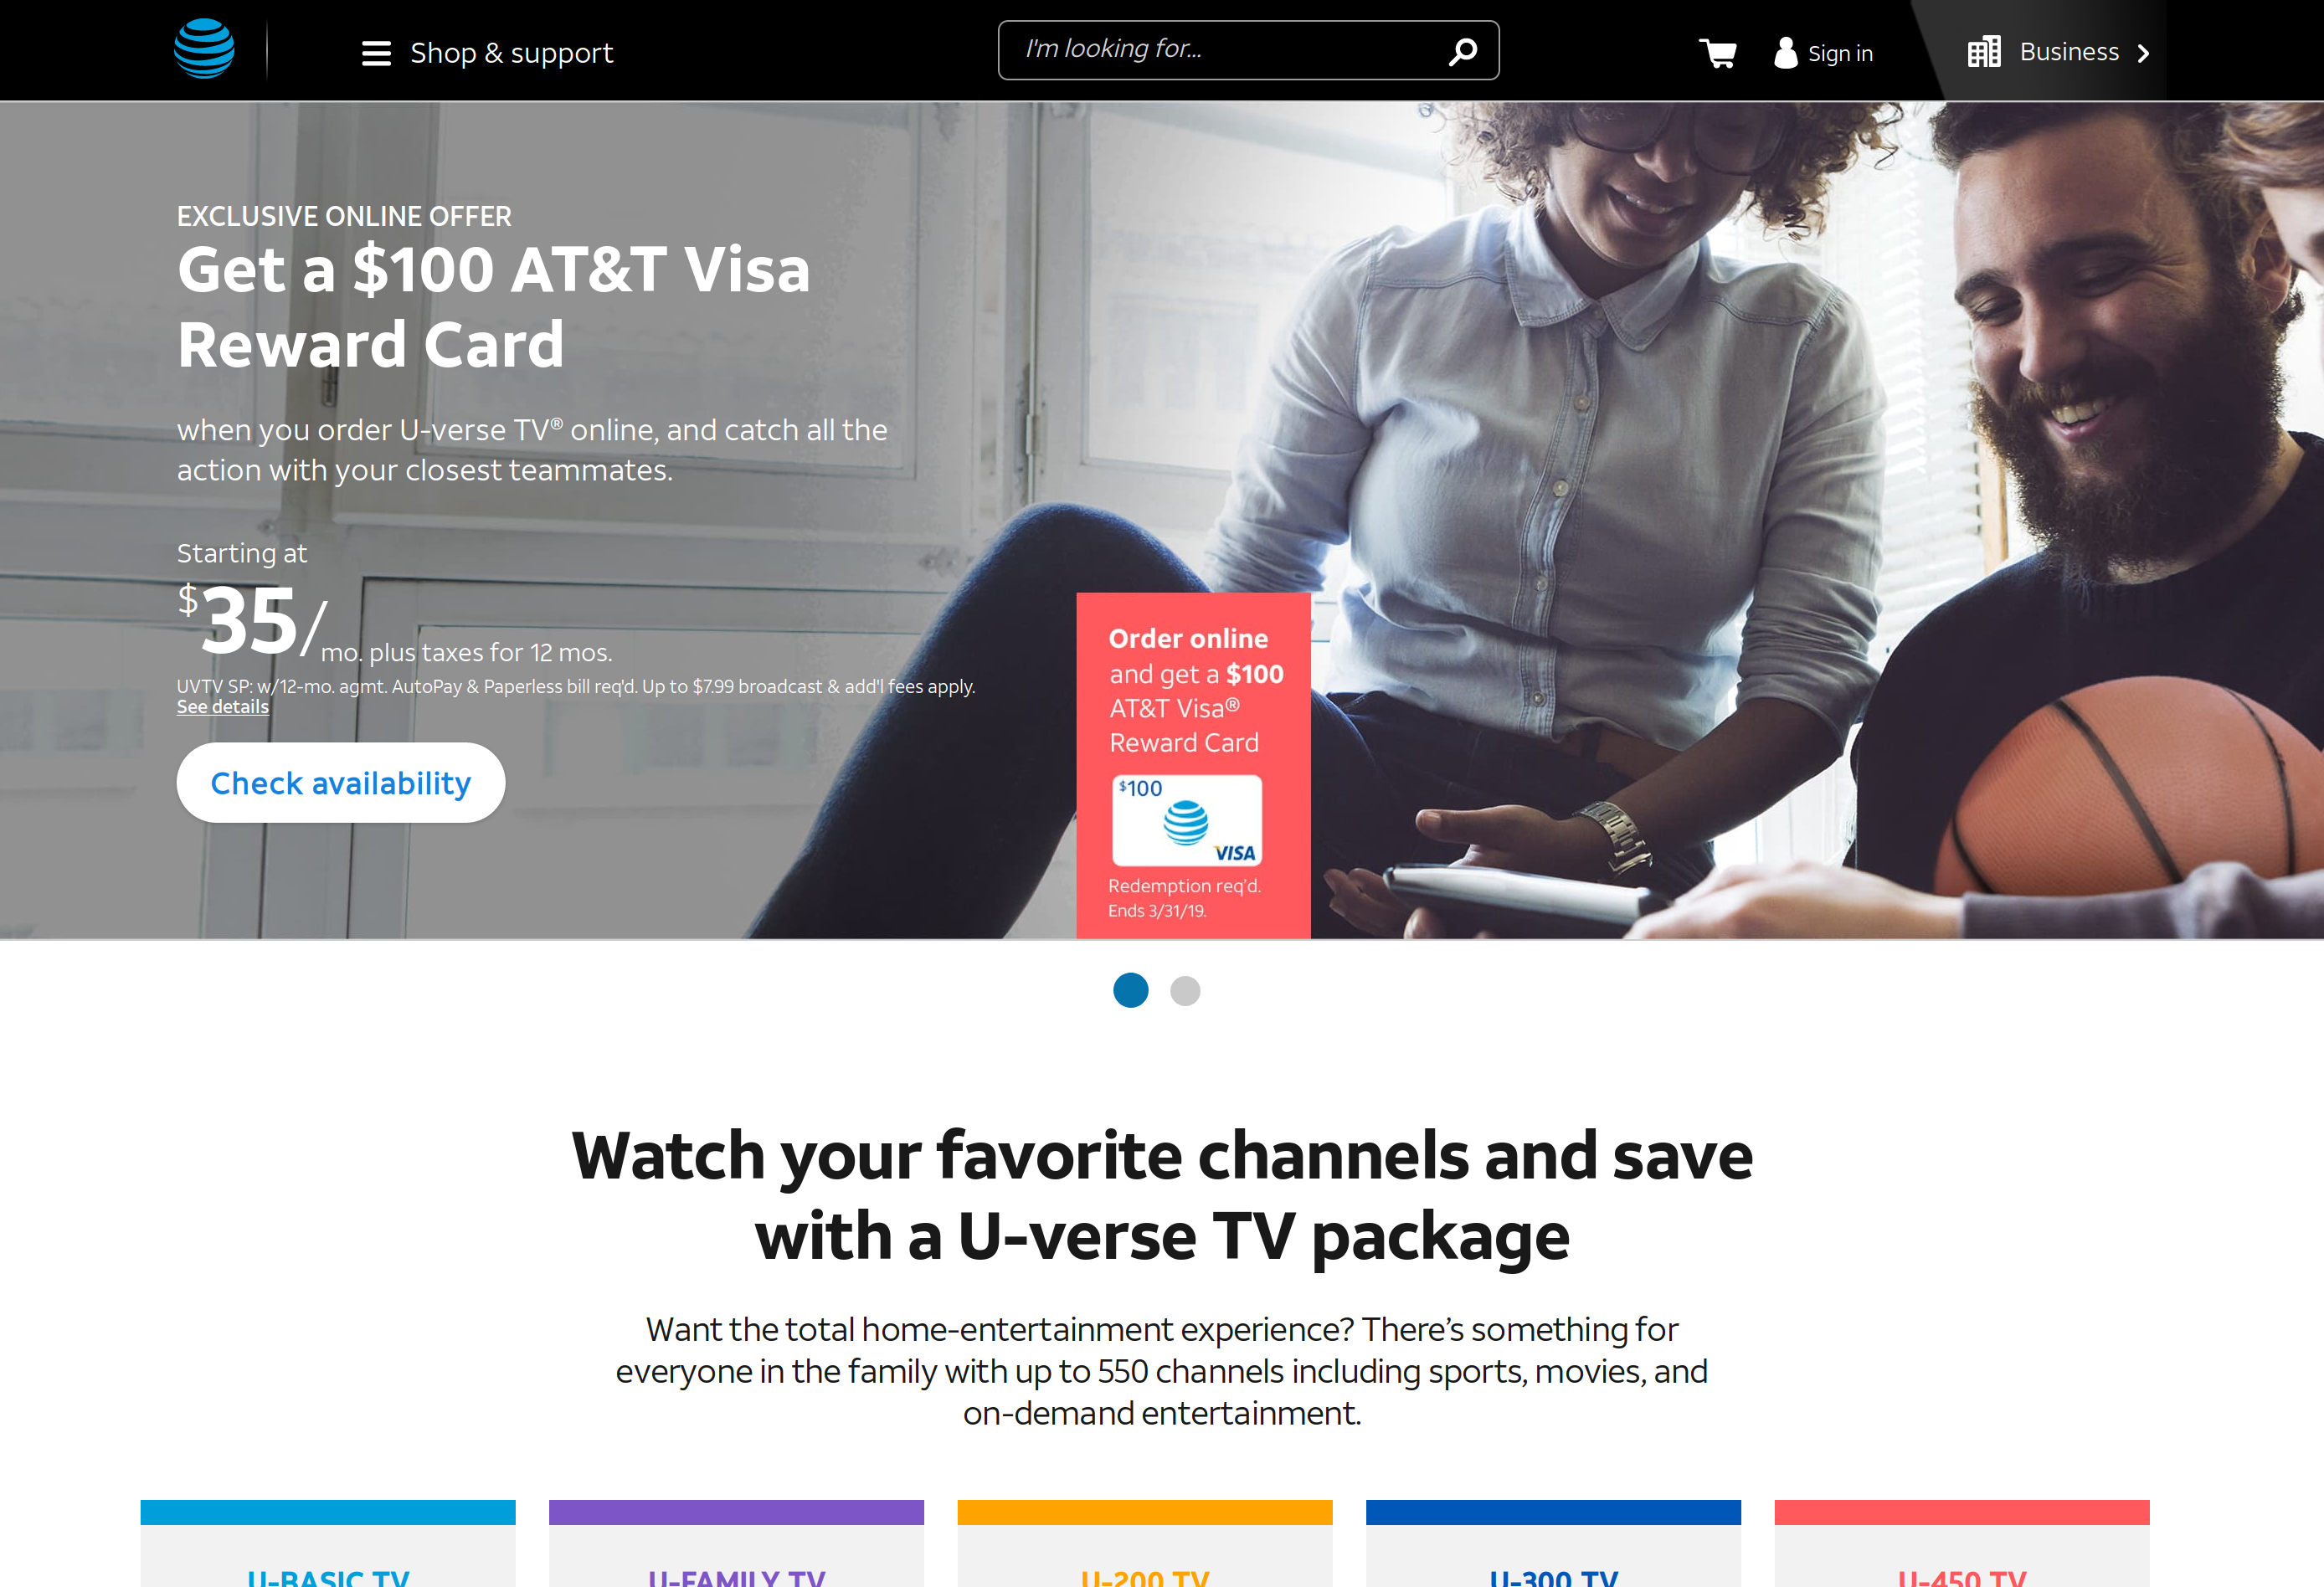 Shop & support
I'm looking for...
Sign in
Business
EXCLUSIVE ONLINE OFFER
Get a $100 AT&T Visa
Reward Card
when you order U-verse TV® online, and catch all the
action with your closest teammates.
Starting at
$35/mo. plus taxes for 12 mos.
UVTV SP: w/12-mo. agmt. AutoPay & Paperless bill req'd. Up to $7.99 broadcast & add'l fees apply.
See details
Check availability
Order online
and get a $100
AT&T Visa®
Reward Card
$100
VISA
Redemption req'd.
Ends 3/31/19.
Watch your favorite channels and save
with a U-verse TV package
Want the total home-entertainment experience? There’s something for
everyone in the family with up to 550 channels including sports, movies, and
on-demand entertainment.
U-BASIC TV
U-FAMILY TV
U-200 TV
U-300 TV
U-450 TV